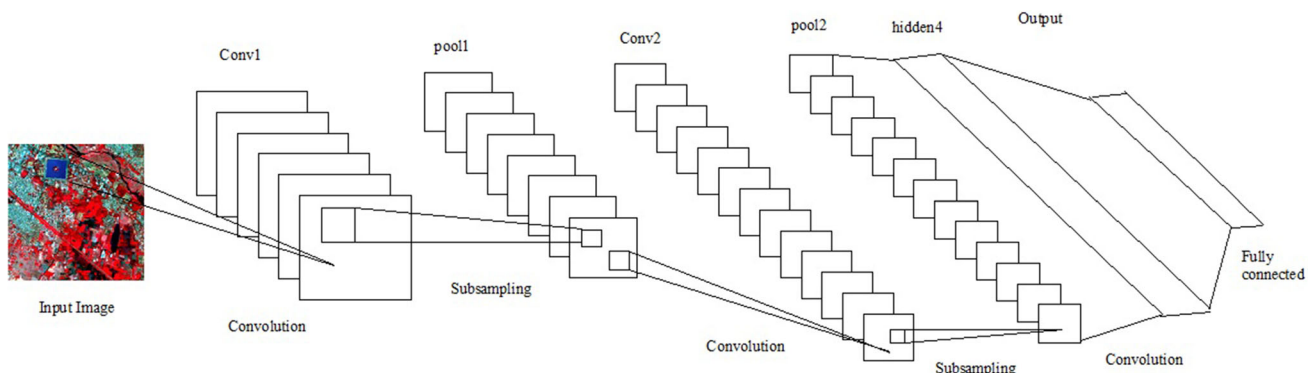 Conv1
pool1
Conv2
pool2
hidden4
Output
Input Image
Convolution
Subsampling
Convolution
Subsampling
Convolution
Fully
connected